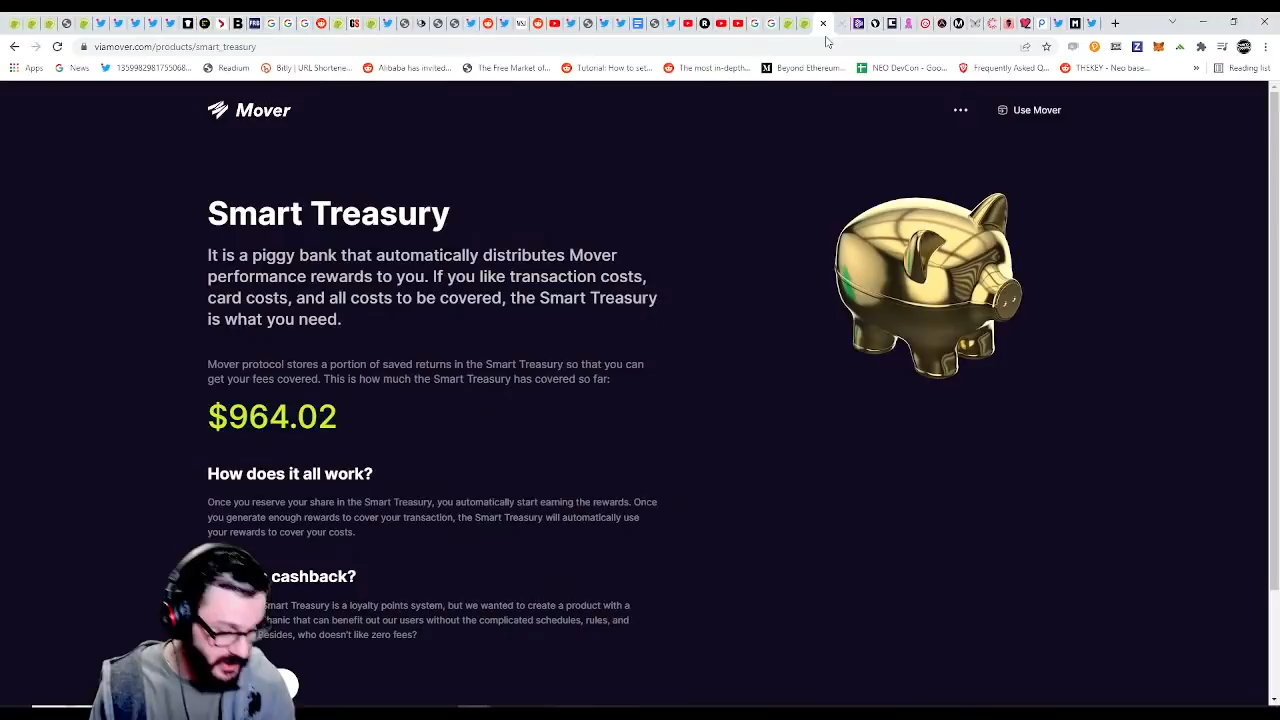 viamover.com/products/smart_treasury
Apps
News
1359982981755068...
Readium
Bitly | URL Shortene...
Alibaba has invited...
The Free Market of...
Tutorial: How to set...
The most in-depth...
Beyond Ethereum...
NEO DevCon - Goo...
Frequently Asked Q...
THEKEY - Neo base...
»
Reading list
Mover
Use Mover
Smart Treasury
It is a piggy bank that automatically distributes Mover
performance rewards to you. If you like transaction costs,
card costs, and all costs to be covered, the Smart Treasury
is what you need.
Mover protocol stores a portion of saved returns in the Smart Treasury so that you can
get your fees covered. This is how much the Smart Treasury has covered so far:
$964.02
How does it all work?
Once you reserve your share in the Smart Treasury, you automatically start earning the rewards. Once
you generate enough rewards to cover your transaction, the Smart Treasury will automatically use
your rewards to cover your costs.
cashback?
Smart Treasury is a loyalty points system, but we wanted to create a product with a
that can benefit out our users without the complicated schedules, rules, and
Besides, who doesn't like zero fees?